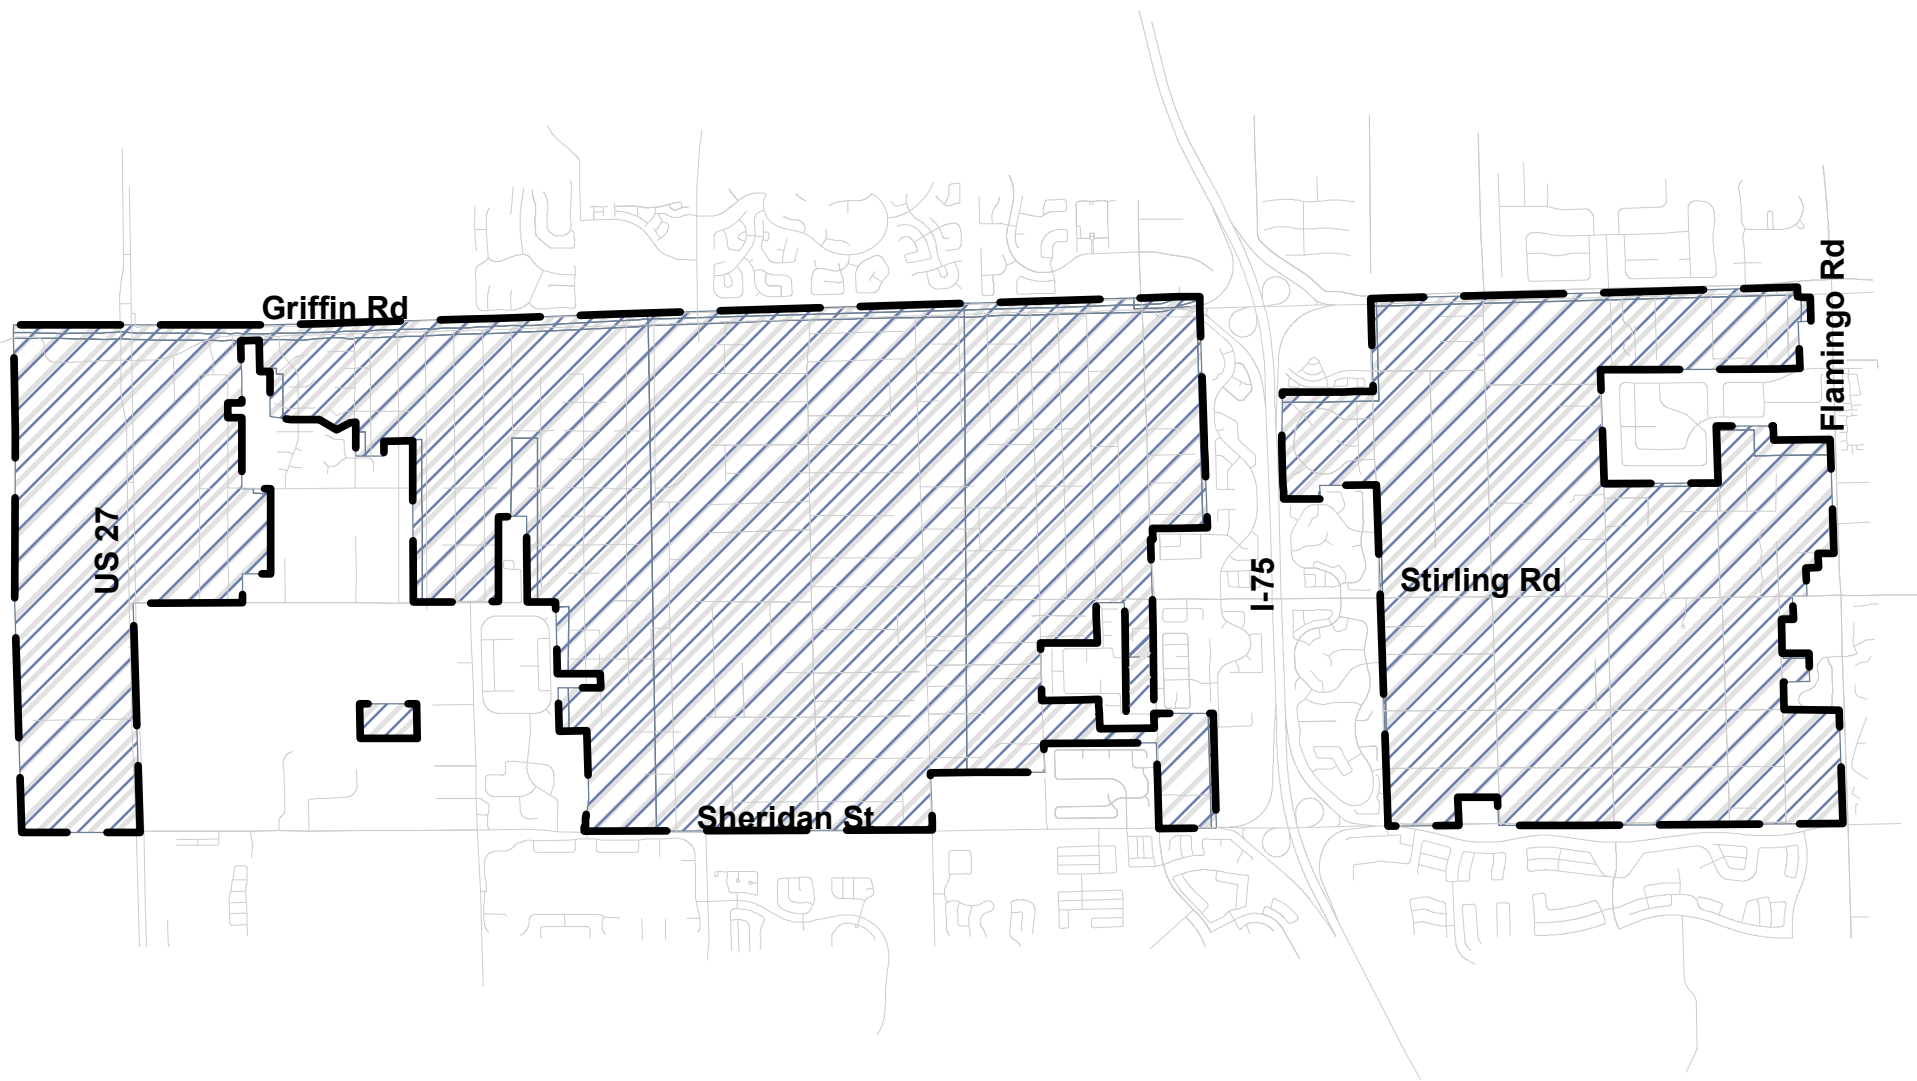 Griffin Rd
Flamingo Rd
US 27
I-75
Stirling Rd
Sheridan St